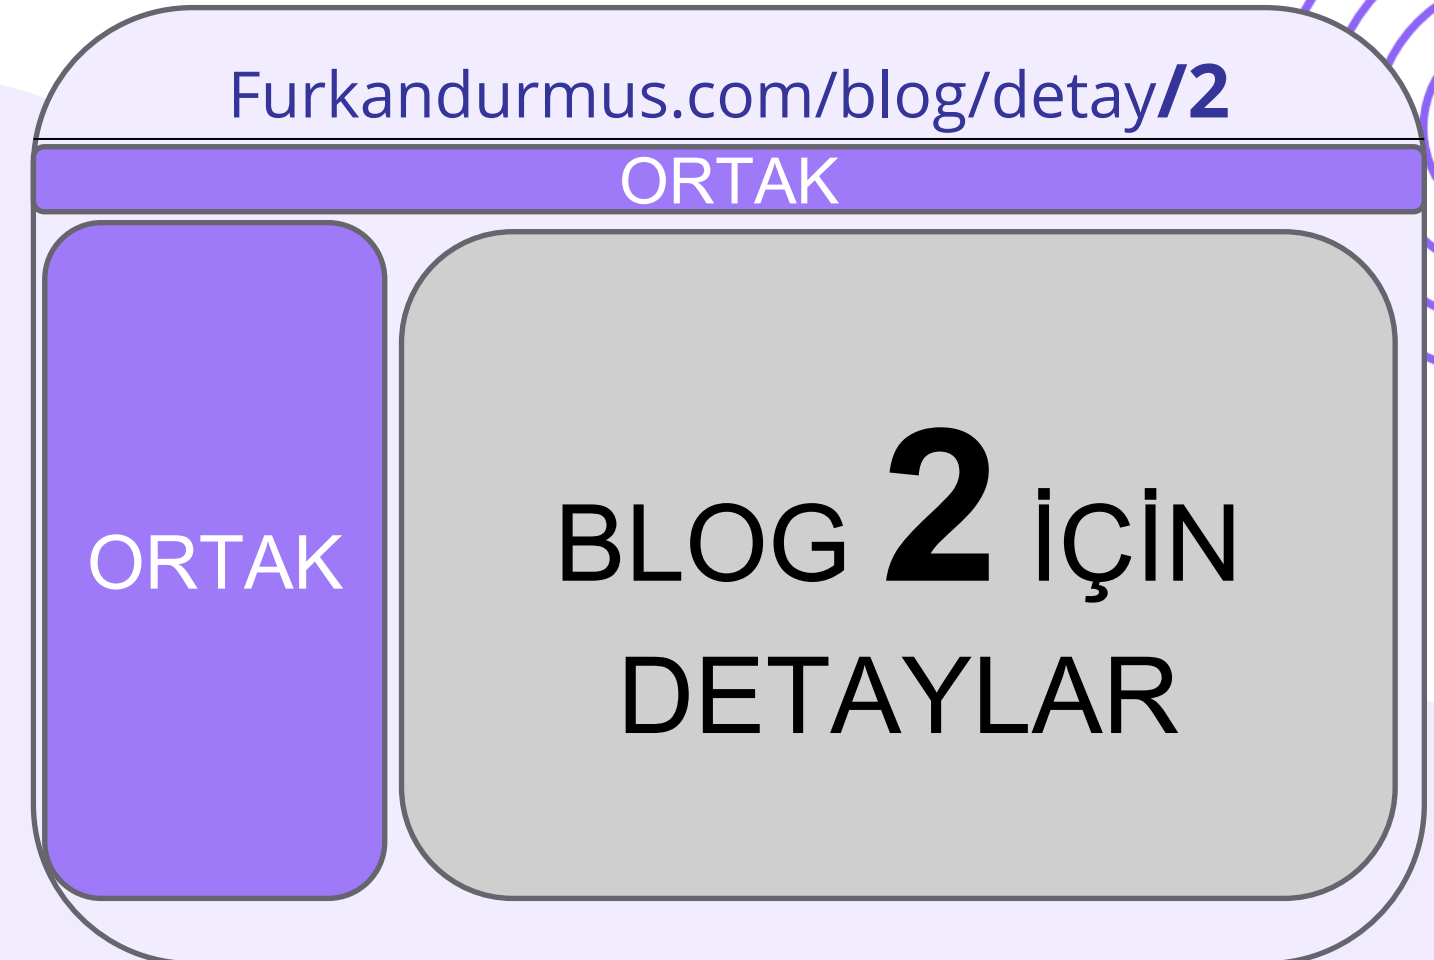 Furkandurmus.com/blog/detay/2
ORTAK
ORTAK
BLOG 2 İÇİN
DETAYLAR